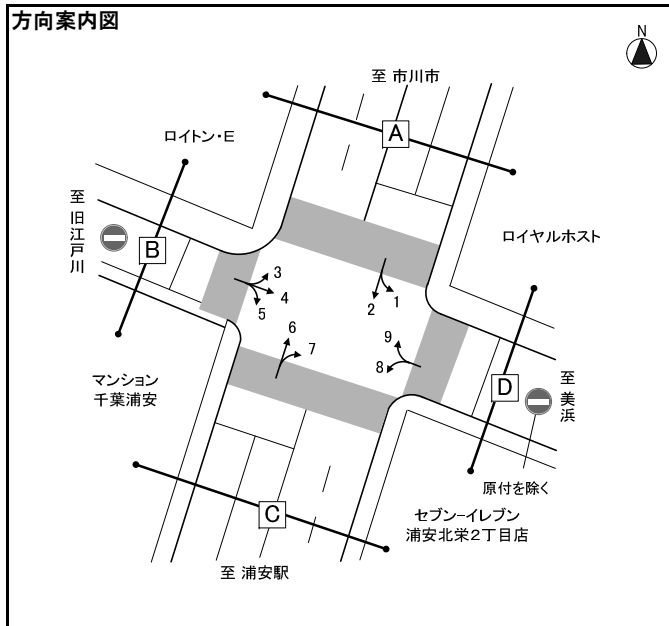 方向案内図
N
至 市川市
A
ロイトン・E
至 旧江戸川
B
ロイヤルホスト
3
4
5
2
1
6
7
9
8
D
至 美浜
マンション
千葉浦安
原付を除く
C
セブン-イレブン
浦安北栄2丁目店
至 浦安駅